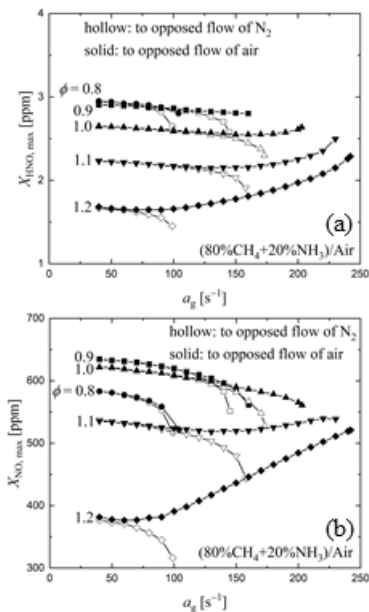 hollow: to opposed flow of N₂
solid: to opposed flow of air
ϕ = 0.8
0.9
1.0
1.1
1.2
4
3
2
1
X_HNO, max [ppm]
(a)
(80%CH₄+20%NH₃)/Air
0 50 100 150 200 250
a_g [s⁻¹]
hollow: to opposed flow of N₂
solid: to opposed flow of air
0.9
1.0
ϕ = 0.8
1.1
1.2
700
600
500
400
300
X_NO, max [ppm]
(b)
(80%CH₄+20%NH₃)/Air
0 50 100 150 200 250
a_g [s⁻¹]